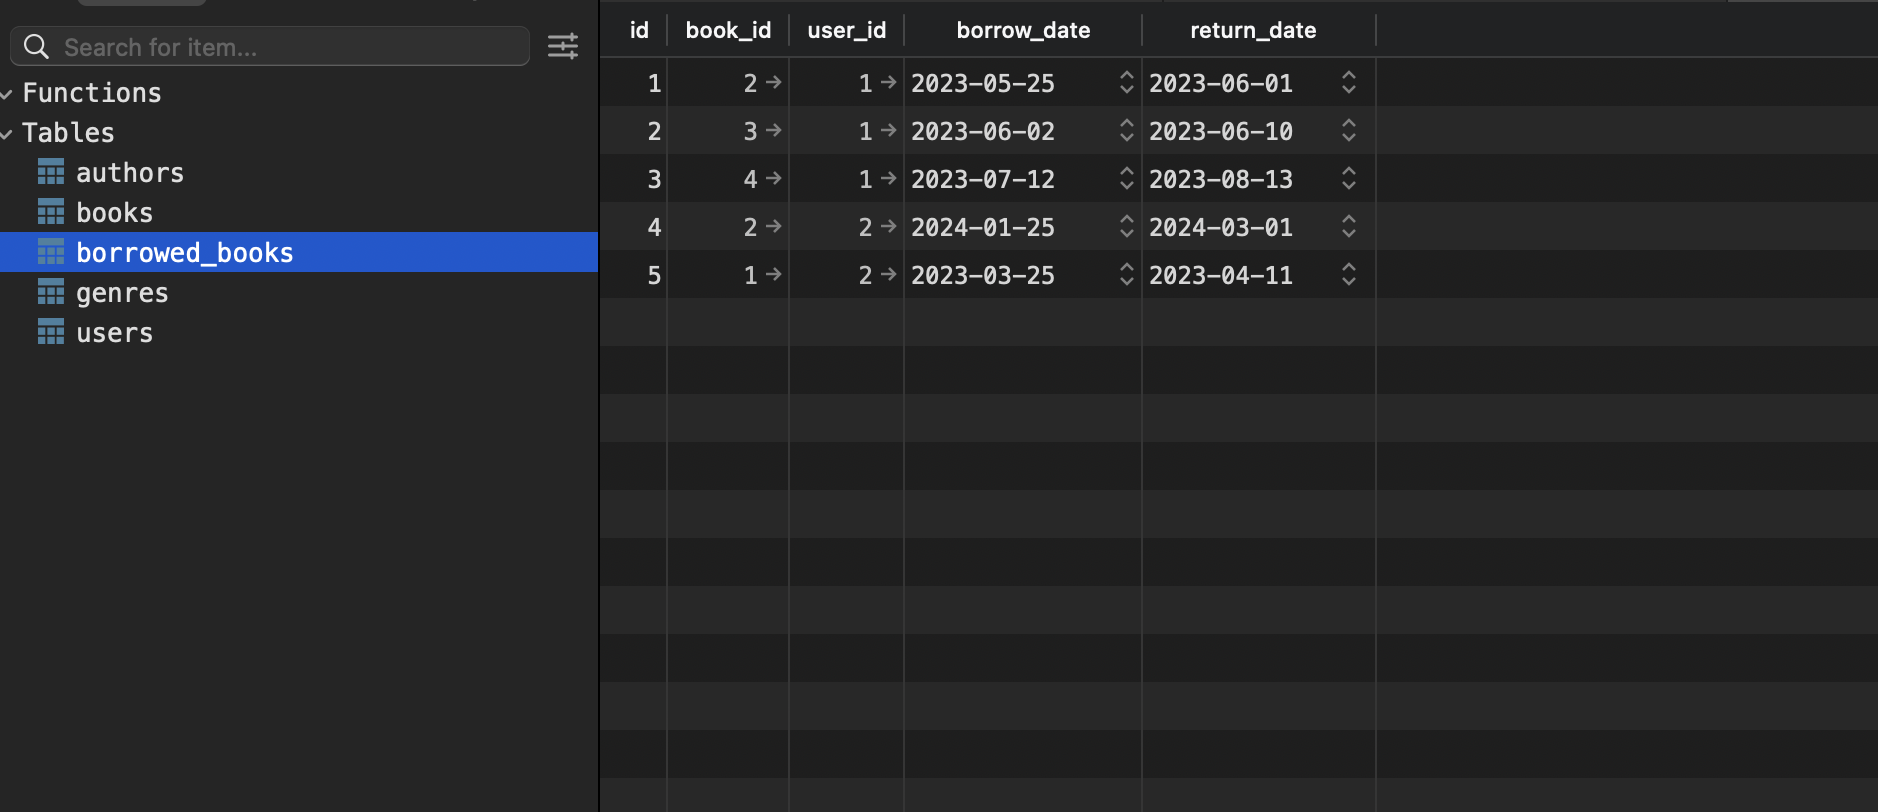 Search for item...
Functions
Tables
authors
books
borrowed_books
genres
users
id book_id user_id borrow_date return_date
1 2 → 1 → 2023-05-25 2023-06-01
2 3 → 1 → 2023-06-02 2023-06-10
3 4 → 1 → 2023-07-12 2023-08-13
4 2 → 2 → 2024-01-25 2024-03-01
5 1 → 2 → 2023-03-25 2023-04-11